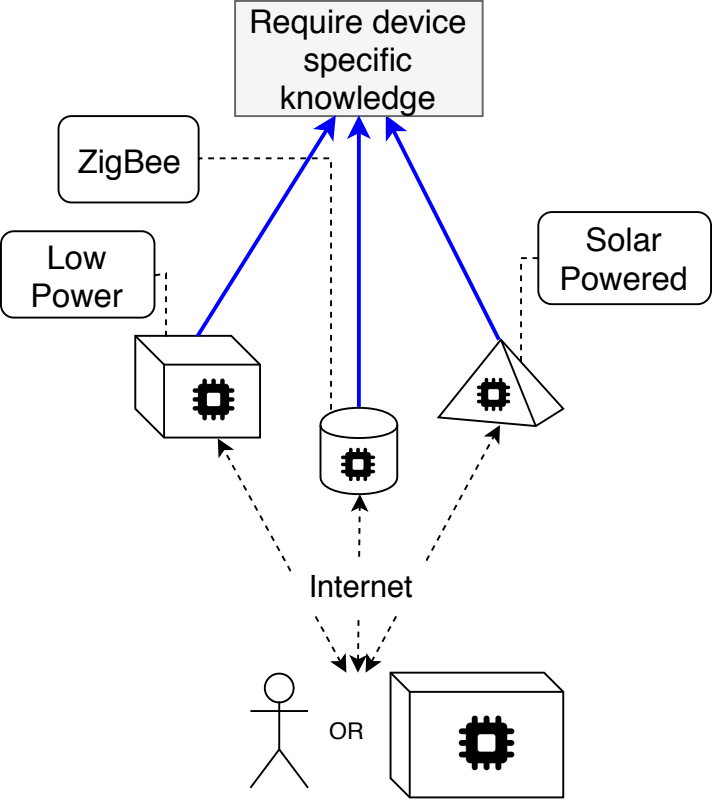 Require device
specific
knowledge
ZigBee
Low
Power
Solar
Powered
Internet
OR